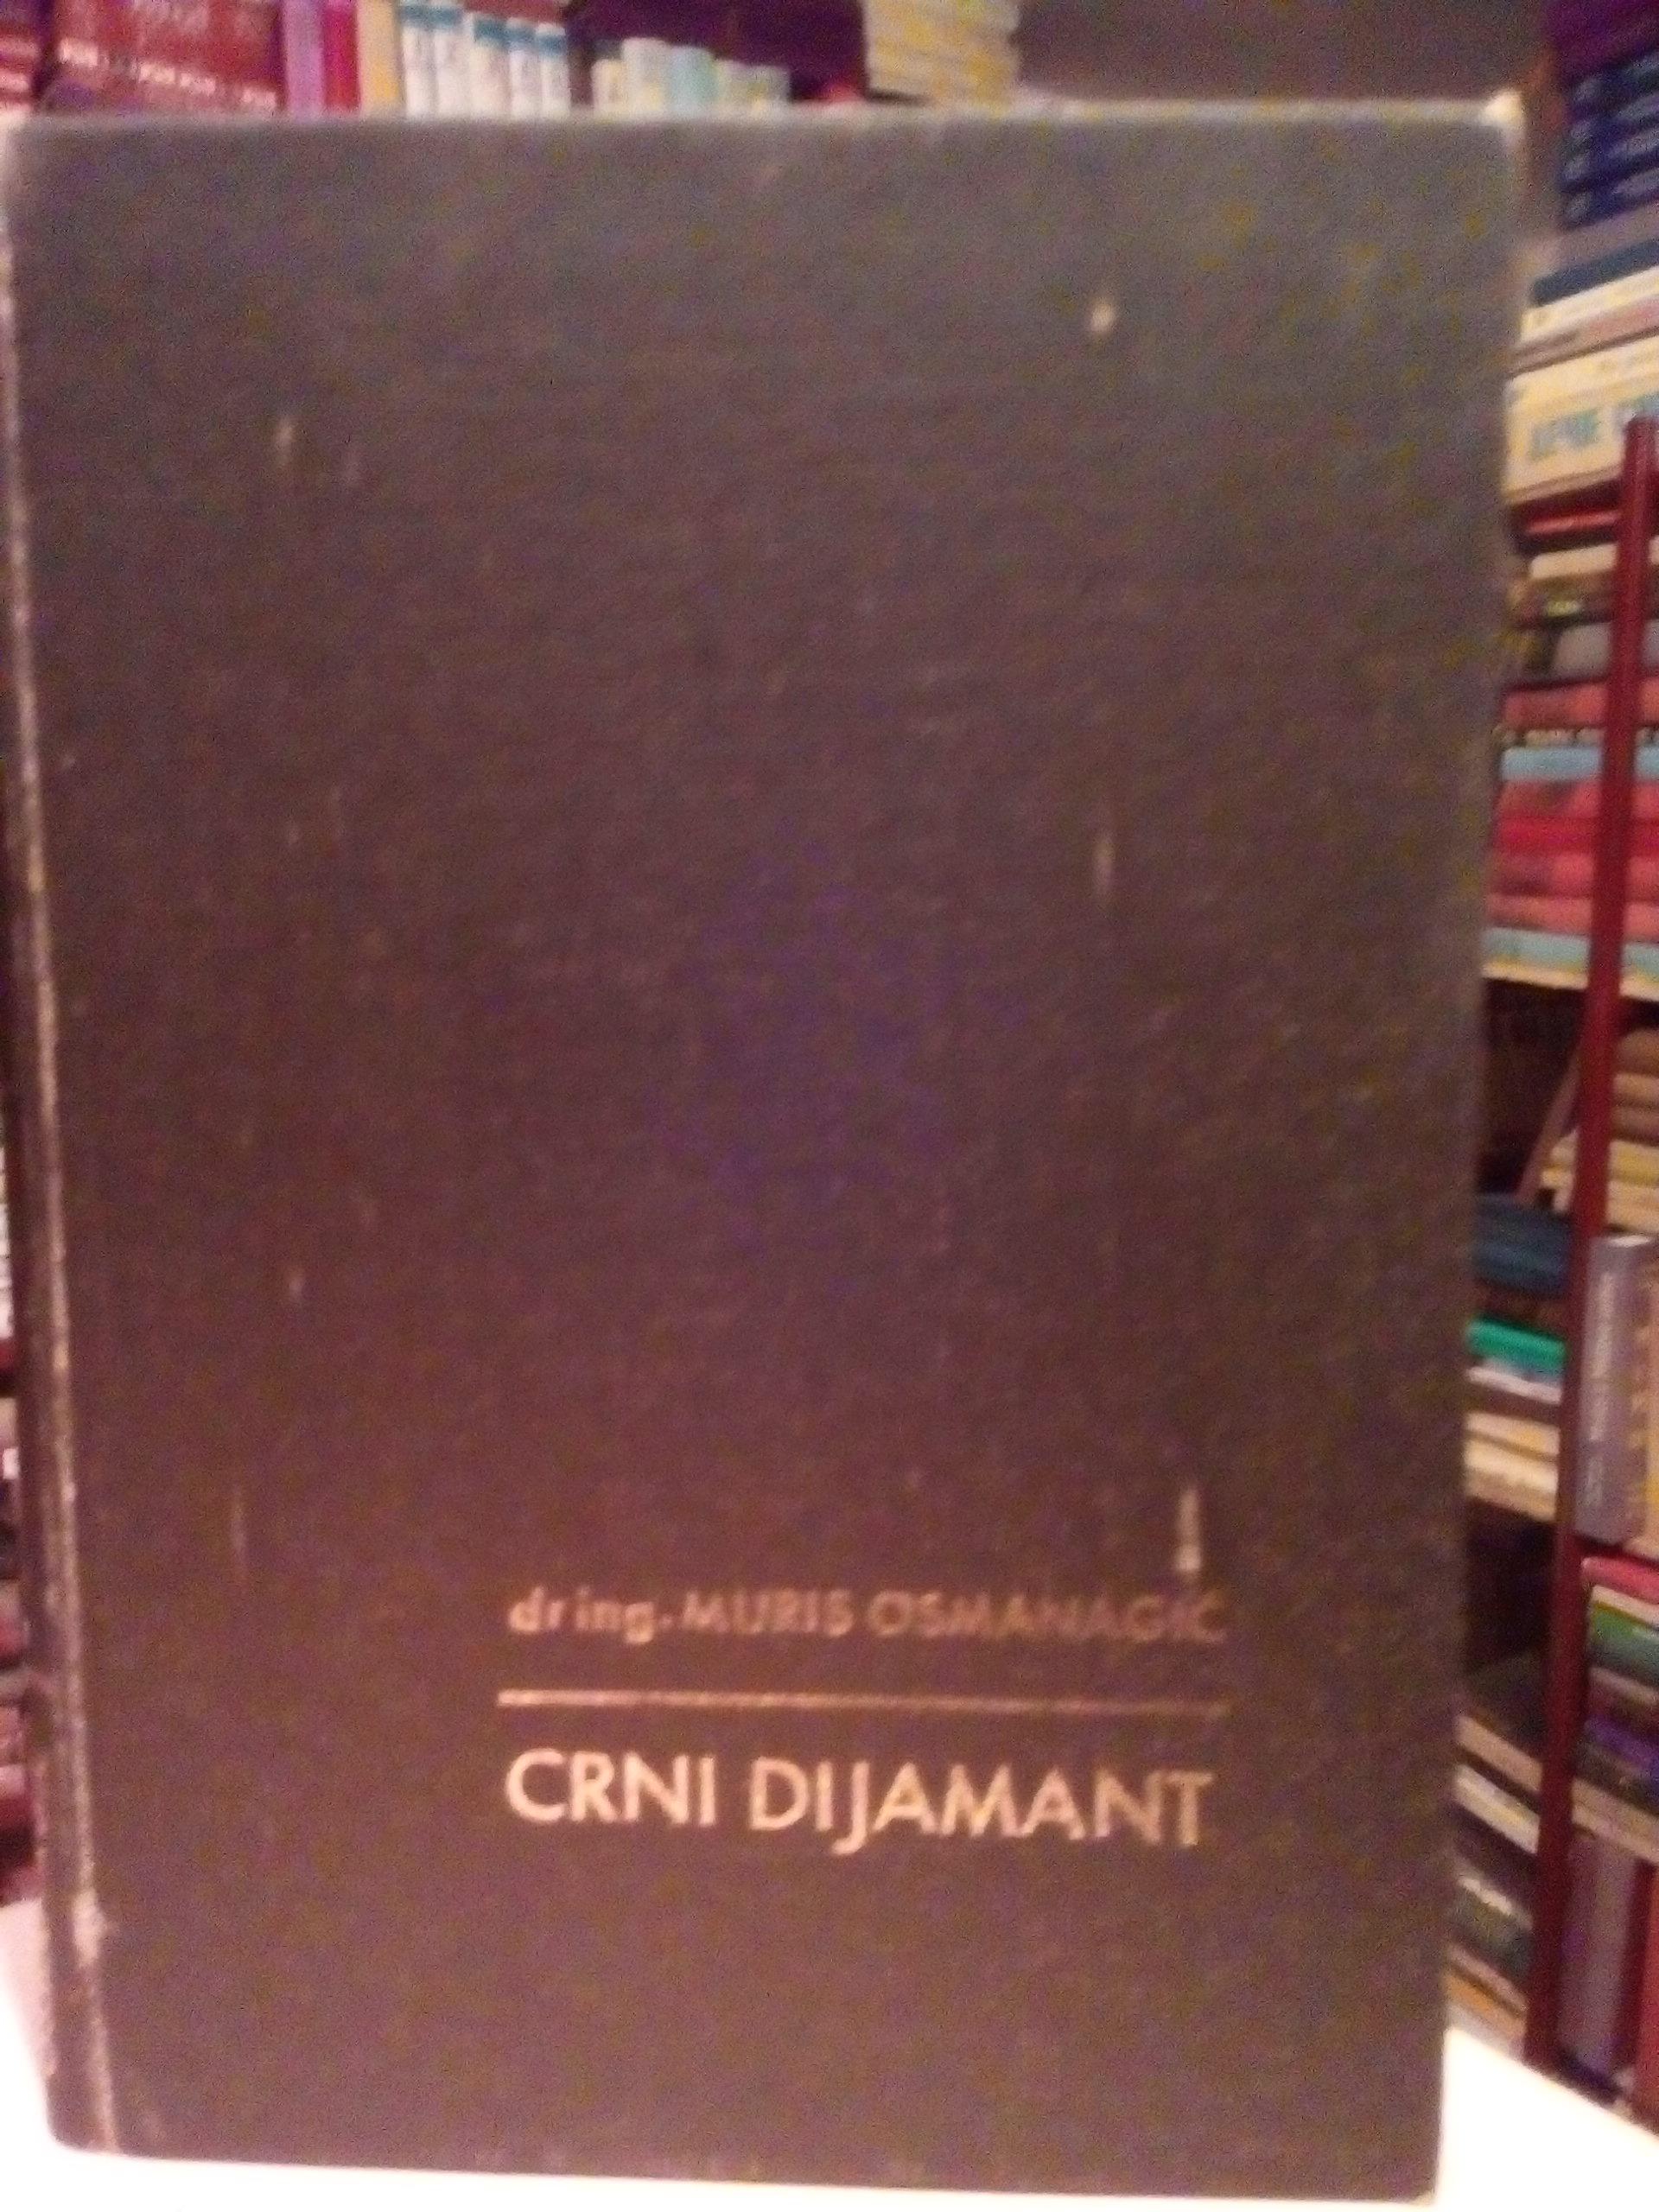 dr ing. MURIS OSMANAGIĆ
CRNI DIJAMANT